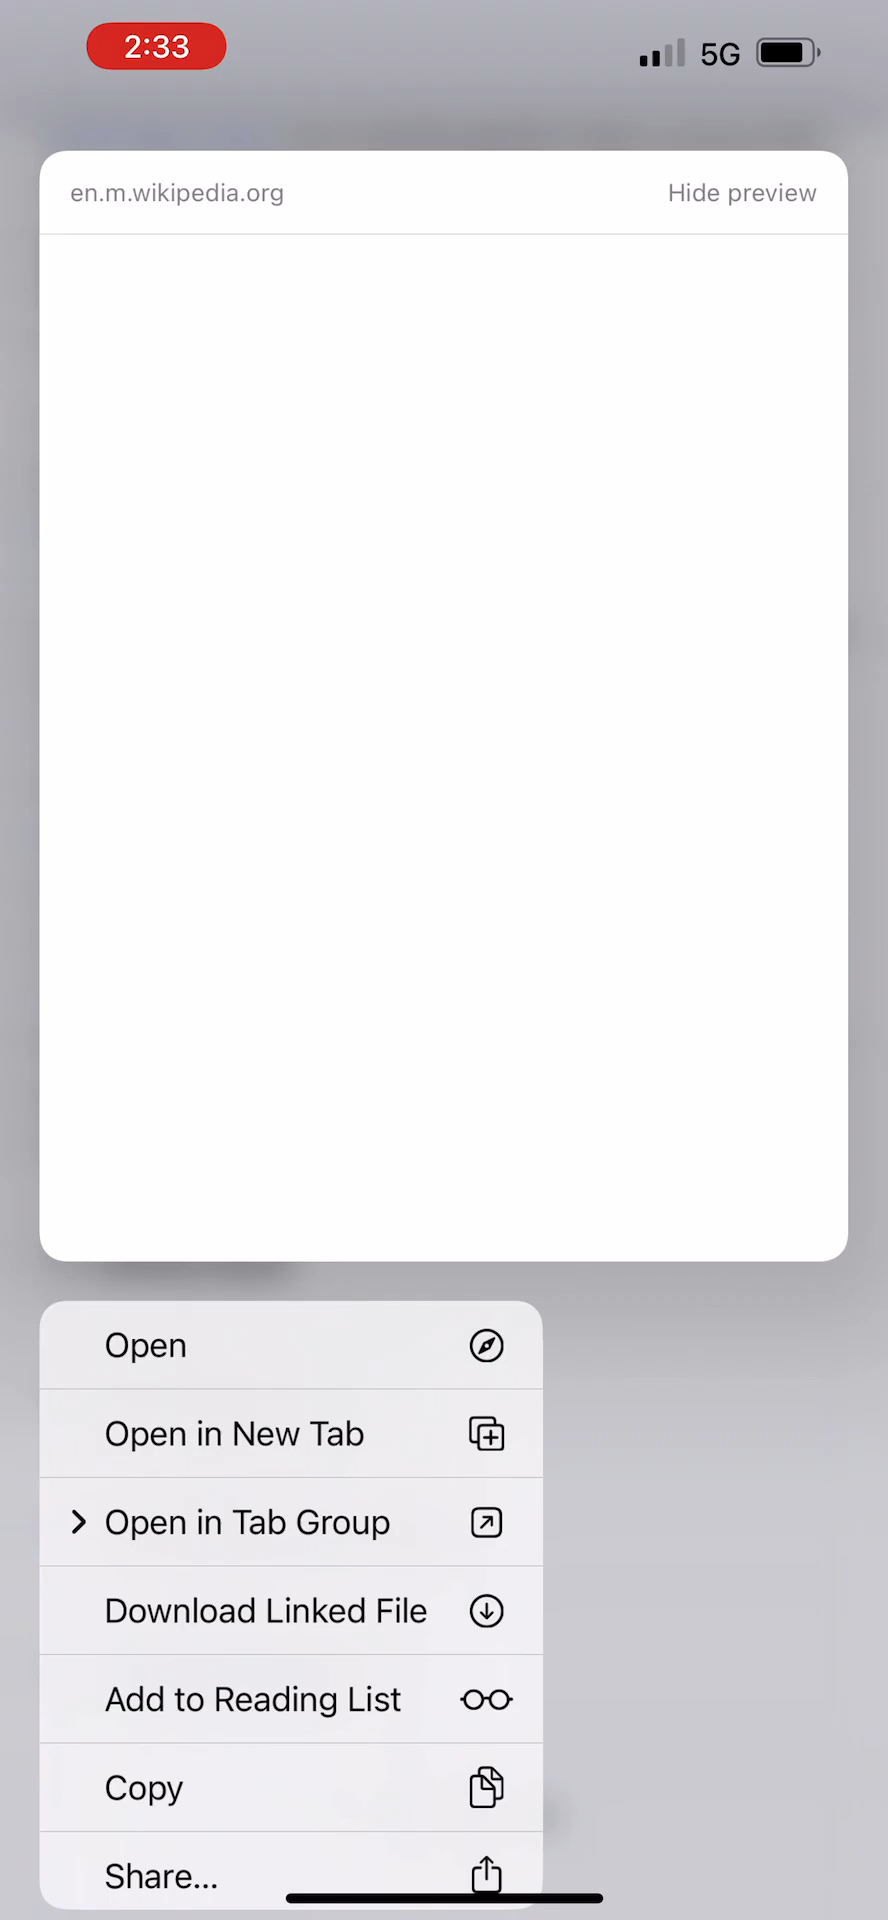 2:33
5G
en.m.wikipedia.org
Hide preview
Open
Open in New Tab
Open in Tab Group
Download Linked File
Add to Reading List
Copy
Share...